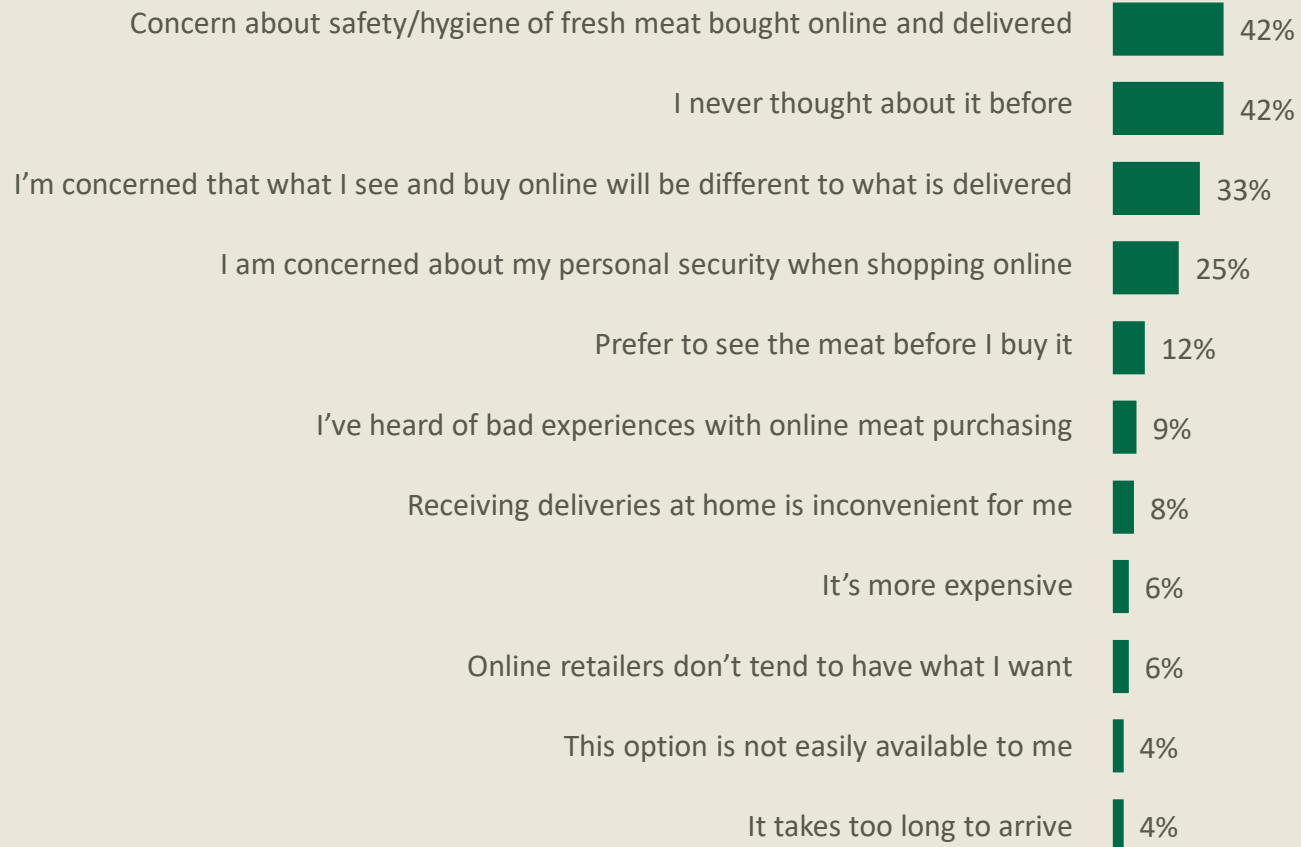 Concern about safety/hygiene of fresh meat bought online and delivered 42%
I never thought about it before 42%
I’m concerned that what I see and buy online will be different to what is delivered 33%
I am concerned about my personal security when shopping online 25%
Prefer to see the meat before I buy it 12%
I’ve heard of bad experiences with online meat purchasing 9%
Receiving deliveries at home is inconvenient for me 8%
It’s more expensive 6%
Online retailers don’t tend to have what I want 6%
This option is not easily available to me 4%
It takes too long to arrive 4%